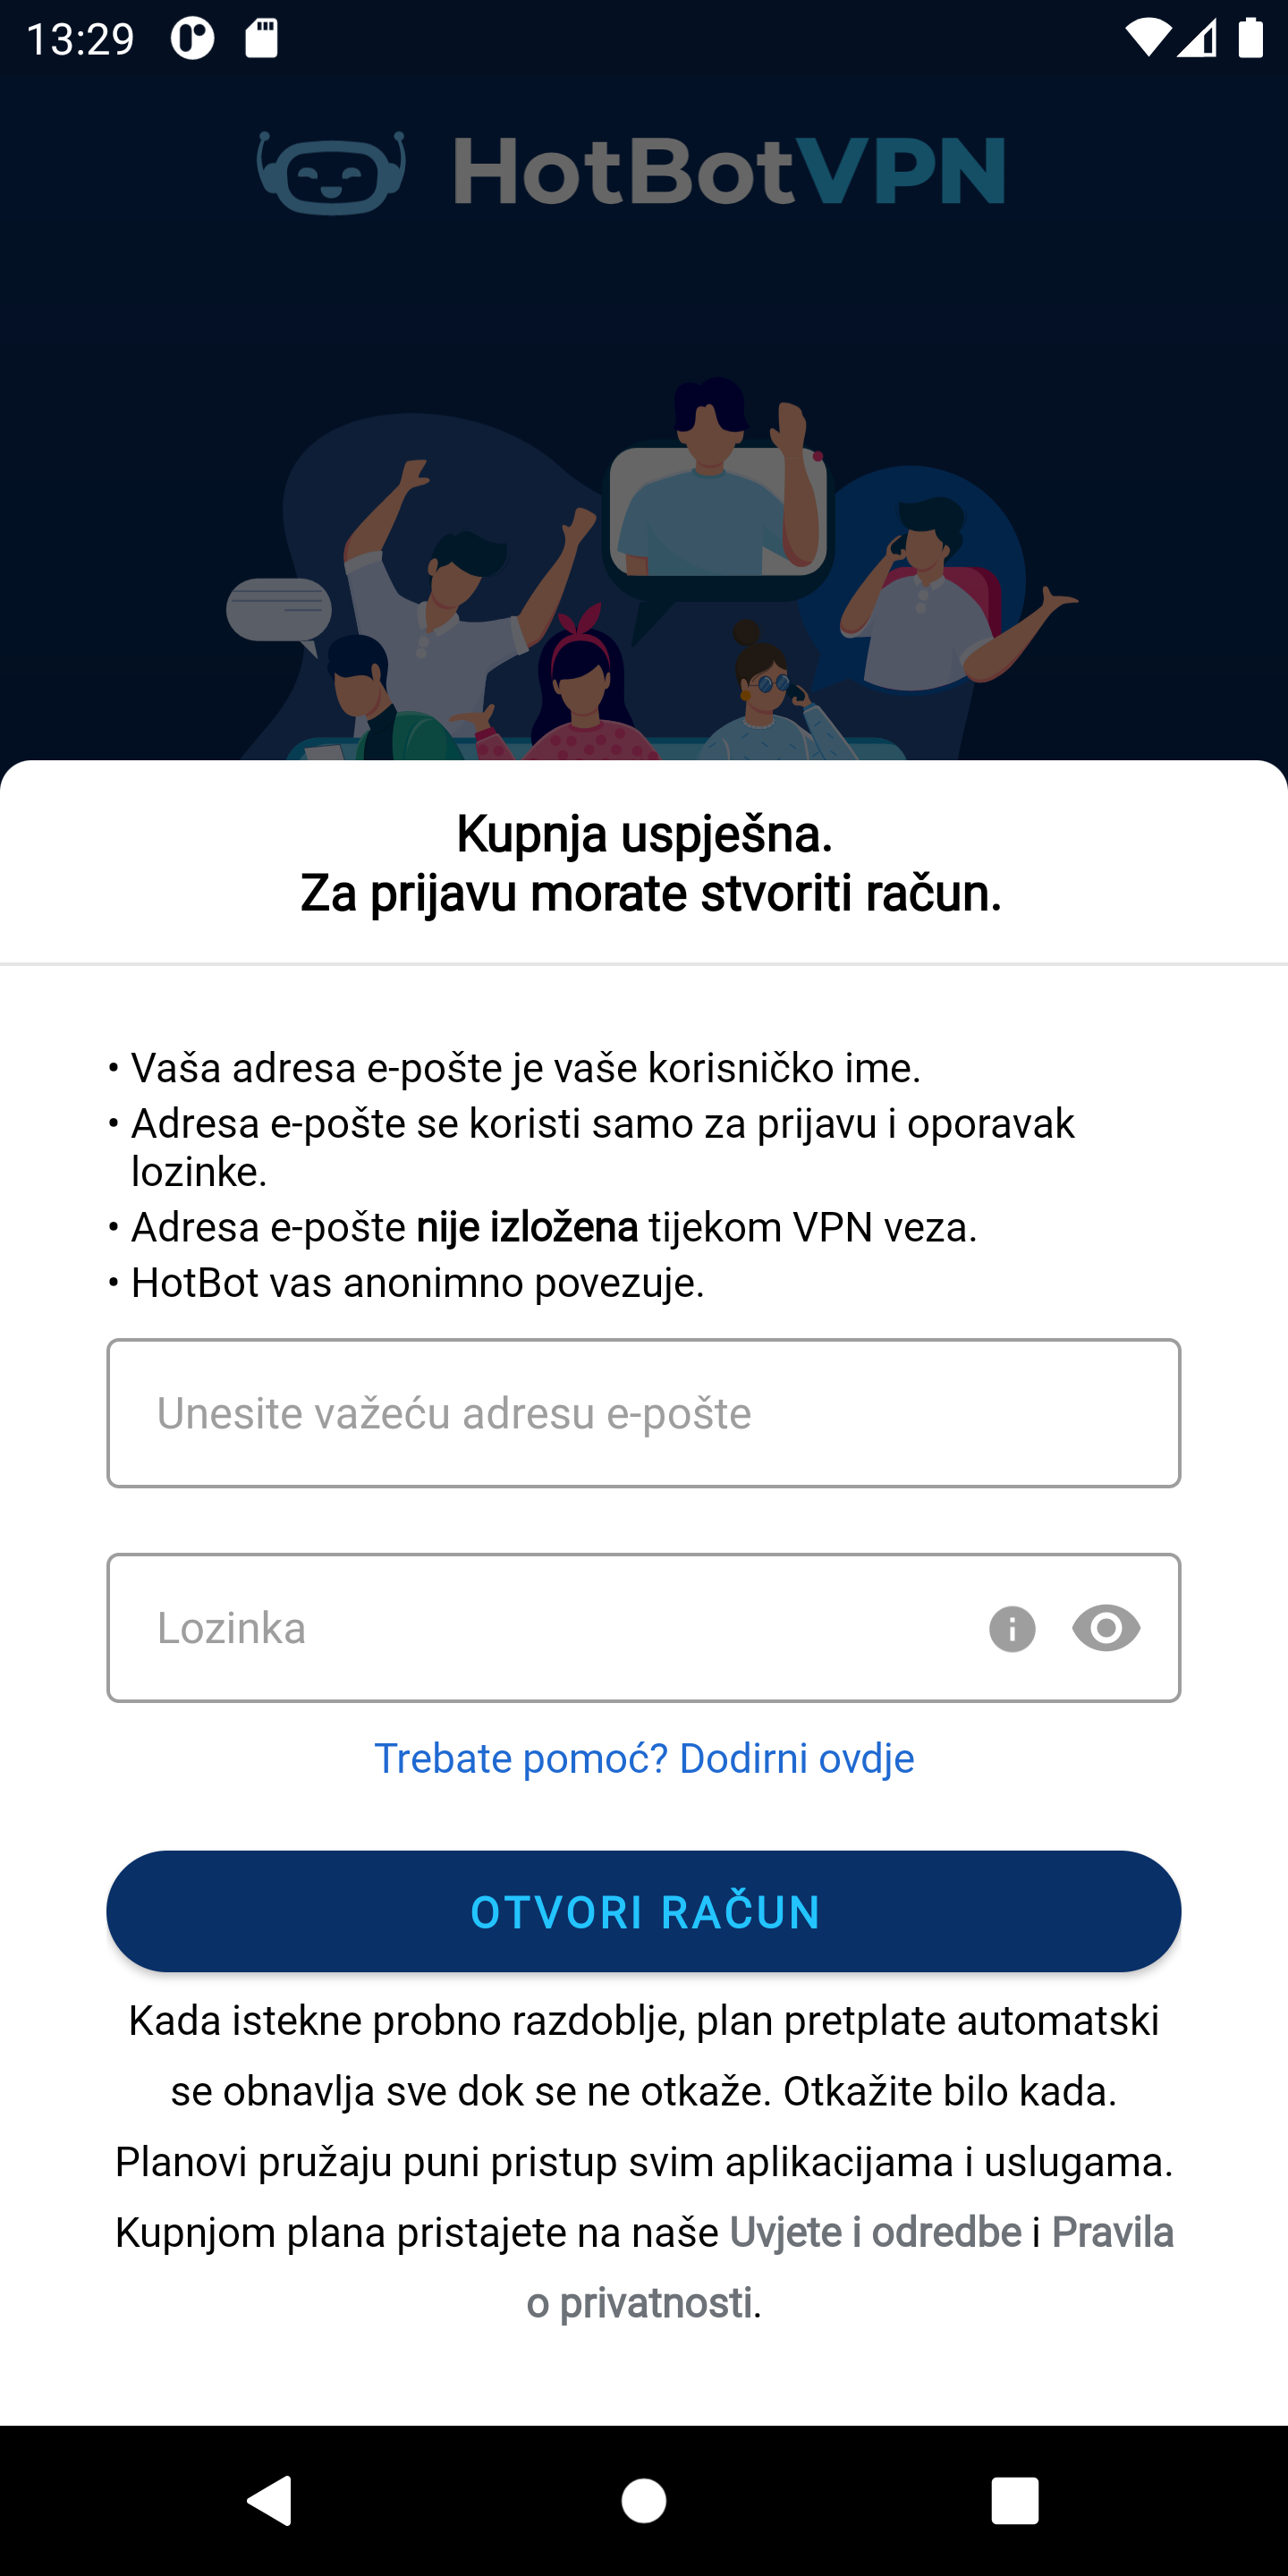 13:29
HotBotVPN
Kupnja uspješna.
Za prijavu morate stvoriti račun.
• Vaša adresa e-pošte je vaše korisničko ime.
• Adresa e-pošte se koristi samo za prijavu i oporavak
lozinke.
• Adresa e-pošte nije izložena tijekom VPN veza.
• HotBot vas anonimno povezuje.
Unesite važeću adresu e-pošte
Lozinka
Trebate pomoć? Dodirni ovdje
OTVORI RAČUN
Kada istekne probno razdoblje, plan pretplate automatski
se obnavlja sve dok se ne otkaže. Otkažite bilo kada.
Planovi pružaju puni pristup svim aplikacijama i uslugama.
Kupnjom plana pristajete na naše Uvjete i odredbe i Pravila
o privatnosti.